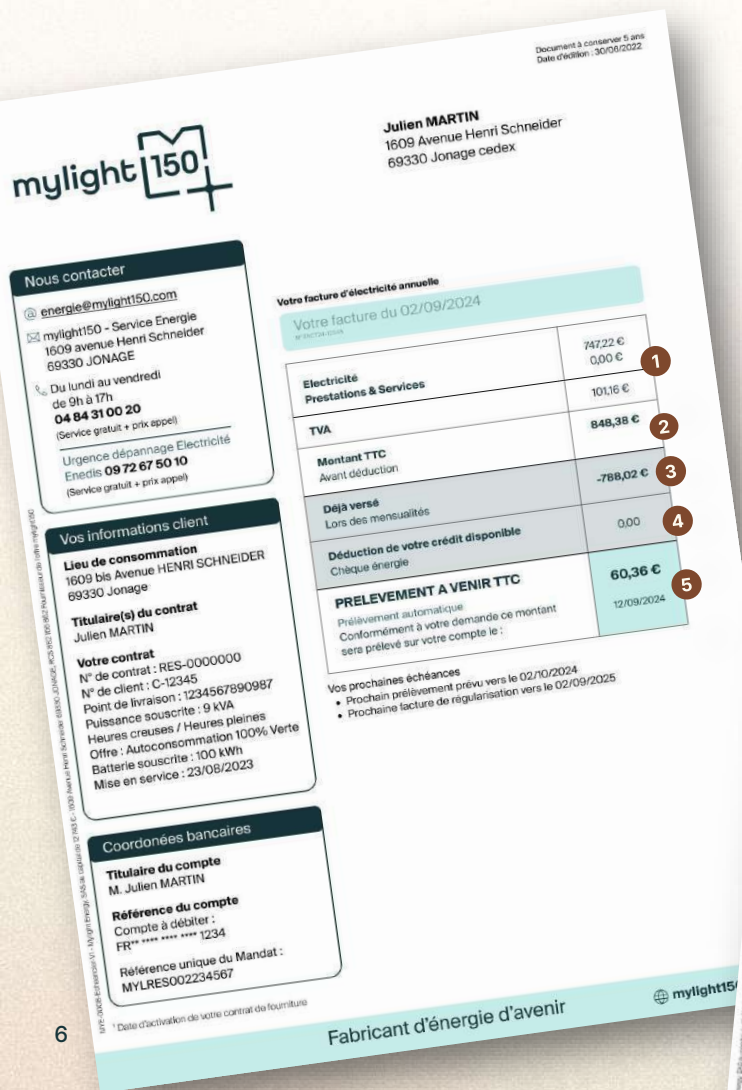 Document à conserver 5 ans
Date d'édition : 30/06/2022
mylight 150
Julien MARTIN
1609 Avenue Henri Schneider
69330 Jonage cedex
Nous contacter
@ energie@mylight150.com
mylight150 - Service Energie
1609 avenue Henri Schneider
69330 JONAGE
Du lundi au vendredi
de 9h à 17h
04 84 31 00 20
(Service gratuit + prix appel)
Urgence dépannage Electricité
Enedis 09 72 67 50 10
(Service gratuit + prix appel)
Votre facture d'électricité annuelle
Votre facture du 02/09/2024
Electricité 747,22 €
Prestations & Services 0,00 €
1
TVA 101,16 €
Montant TTC 848,38 €
Avant déduction
2
Déjà versé -788,02 €
Lors des mensualités
3
Déduction de votre crédit disponible 0,00
Chèque énergie
4
PRELEVEMENT A VENIR TTC 60,36 €
Prélèvement automatique
Conformément à votre demande ce montant
sera prélevé sur votre compte le : 12/09/2024
5
Vos prochaines échéances
• Prochain prélèvement prévu vers le 02/10/2024
• Prochaine facture de régularisation vers le 02/09/2025
Vos informations client
Lieu de consommation
1609 bis Avenue HENRI SCHNEIDER
69330 Jonage
Titulaire(s) du contrat
Julien MARTIN
Votre contrat
N° de contrat : RES-0000000
N° de client : C-12345
Point de livraison : 1234567890987
Puissance souscrite : 9 kVA
Heures creuses / Heures pleines
Offre : Autoconsommation 100% Verte
Batterie souscrite : 100 kWh
Mise en service : 23/08/2023
Coordonées bancaires
Titulaire du compte
M. Julien MARTIN
Référence du compte
Compte à débiter :
FR** **** **** **** 1234
Référence unique du Mandat :
MYLRES002234567
¹ Date d'activation de votre contrat de fourniture
Fabricant d'énergie d'avenir
6